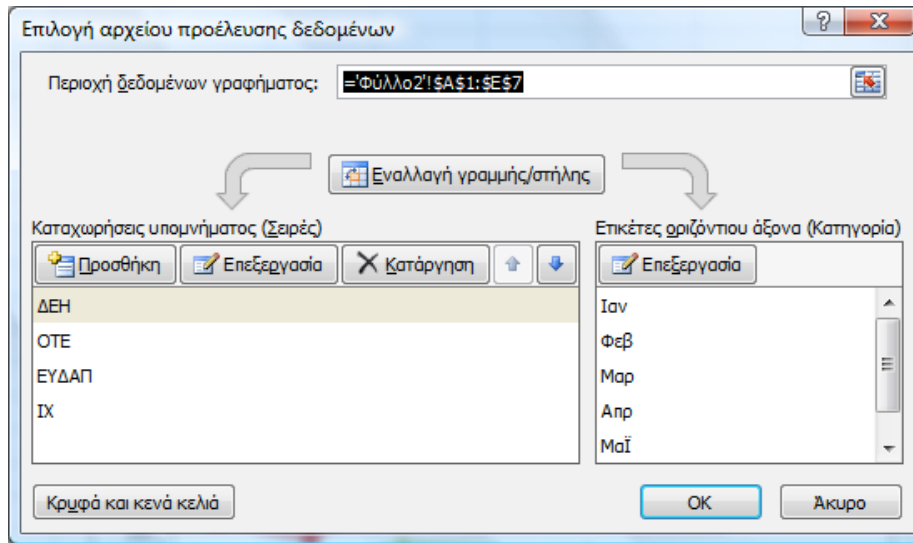 Επιλογή αρχείου προέλευσης δεδομένων
Περιοχή δεδομένων γραφήματος: ='Φύλλο2'!$A$1:$E$7
Εναλλαγή γραμμής/στήλης
Καταχωρήσεις υπομνήματος (Σειρές)
Προσθήκη Επεξεργασία Κατάργηση
ΔΕΗ
ΟΤΕ
ΕΥΔΑΠ
ΙΧ
Ετικέτες οριζόντιου άξονα (Κατηγορία)
Επεξεργασία
Ιαν
Φεβ
Μαρ
Απρ
ΜαΪ
Κρυφά και κενά κελιά
OK Άκυρο